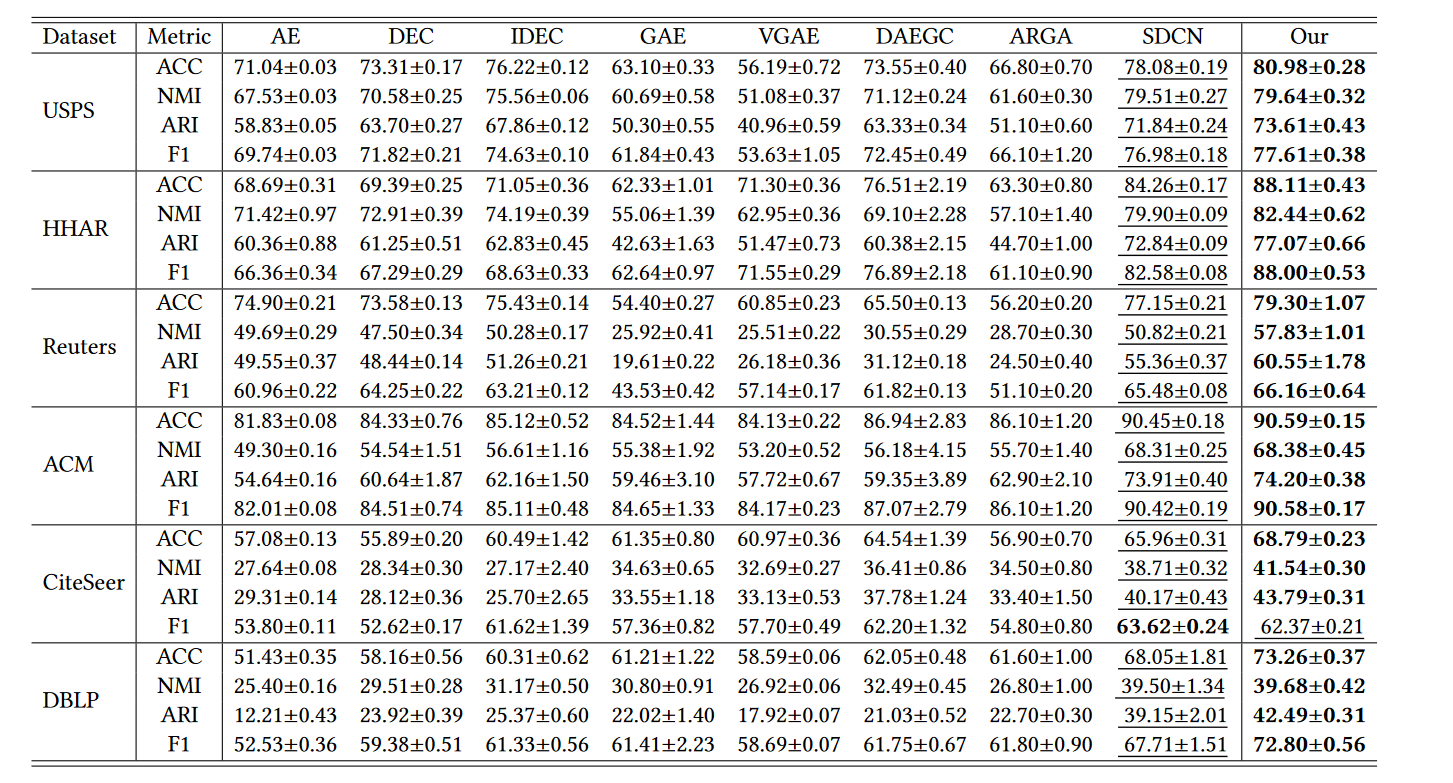 Dataset Metric AE DEC IDEC GAE VGAE DAEGC ARGA SDCN Our
USPS ACC 71.04±0.03 73.31±0.17 76.22±0.12 63.10±0.33 56.19±0.72 73.55±0.40 66.80±0.70 78.08±0.19 80.98±0.28
NMI 67.53±0.03 70.58±0.25 75.56±0.06 60.69±0.58 51.08±0.37 71.12±0.24 61.60±0.30 79.51±0.27 79.64±0.32
ARI 58.83±0.05 63.70±0.27 67.86±0.12 50.30±0.55 40.96±0.59 63.33±0.34 51.10±0.60 71.84±0.24 73.61±0.43
F1 69.74±0.03 71.82±0.21 74.63±0.10 61.84±0.43 53.63±1.05 72.45±0.49 66.10±1.20 76.98±0.18 77.61±0.38
HHAR ACC 68.69±0.31 69.39±0.25 71.05±0.36 62.33±1.01 71.30±0.36 76.51±2.19 63.30±0.80 84.26±0.17 88.11±0.43
NMI 71.42±0.97 72.91±0.39 74.19±0.39 55.06±1.39 62.95±0.36 69.10±2.28 57.10±1.40 79.90±0.09 82.44±0.62
ARI 60.36±0.88 61.25±0.51 62.83±0.45 42.63±1.63 51.47±0.73 60.38±2.15 44.70±1.00 72.84±0.09 77.07±0.66
F1 66.36±0.34 67.29±0.29 68.63±0.33 62.64±0.97 71.55±0.29 76.89±2.18 61.10±0.90 82.58±0.08 88.00±0.53
Reuters ACC 74.90±0.21 73.58±0.13 75.43±0.14 54.40±0.27 60.85±0.23 65.50±0.13 56.20±0.20 77.15±0.21 79.30±1.07
NMI 49.69±0.29 47.50±0.34 50.28±0.17 25.92±0.41 25.51±0.22 30.55±0.29 28.70±0.30 50.82±0.21 57.83±1.01
ARI 49.55±0.37 48.44±0.14 51.26±0.21 19.61±0.22 26.18±0.36 31.12±0.18 24.50±0.40 55.36±0.37 60.55±1.78
F1 60.96±0.22 64.25±0.22 63.21±0.12 43.53±0.42 57.14±0.17 61.82±0.13 51.10±0.20 65.48±0.08 66.16±0.64
ACM ACC 81.83±0.08 84.33±0.76 85.12±0.52 84.52±1.44 84.13±0.22 86.94±2.83 86.10±1.20 90.45±0.18 90.59±0.15
NMI 49.30±0.16 54.54±1.51 56.61±1.16 55.38±1.92 53.20±0.52 56.18±4.15 55.70±1.40 68.31±0.25 68.38±0.45
ARI 54.64±0.16 60.64±1.87 62.16±1.50 59.46±3.10 57.72±0.67 59.35±3.89 62.90±2.10 73.91±0.40 74.20±0.38
F1 82.01±0.08 84.51±0.74 85.11±0.48 84.65±1.33 84.17±0.23 87.07±2.79 86.10±1.20 90.42±0.19 90.58±0.17
CiteSeer ACC 57.08±0.13 55.89±0.20 60.49±1.42 61.35±0.80 60.97±0.36 64.54±1.39 56.90±0.70 65.96±0.31 68.79±0.23
NMI 27.64±0.08 28.34±0.30 27.17±2.40 34.63±0.65 32.69±0.27 36.41±0.86 34.50±0.80 38.71±0.32 41.54±0.30
ARI 29.31±0.14 28.12±0.36 25.70±2.65 33.55±1.18 33.13±0.53 37.78±1.24 33.40±1.50 40.17±0.43 43.79±0.31
F1 53.80±0.11 52.62±0.17 61.62±1.39 57.36±0.82 57.70±0.49 62.20±1.32 54.80±0.80 63.62±0.24 62.37±0.21
DBLP ACC 51.43±0.35 58.16±0.56 60.31±0.62 61.21±1.22 58.59±0.06 62.05±0.48 61.60±1.00 68.05±1.81 73.26±0.37
NMI 25.40±0.16 29.51±0.28 31.17±0.50 30.80±0.91 26.92±0.06 32.49±0.45 26.80±1.00 39.50±1.34 39.68±0.42
ARI 12.21±0.43 23.92±0.39 25.37±0.60 22.02±1.40 17.92±0.07 21.03±0.52 22.70±0.30 39.15±2.01 42.49±0.31
F1 52.53±0.36 59.38±0.51 61.33±0.56 61.41±2.23 58.69±0.07 61.75±0.67 61.80±0.90 67.71±1.51 72.80±0.56